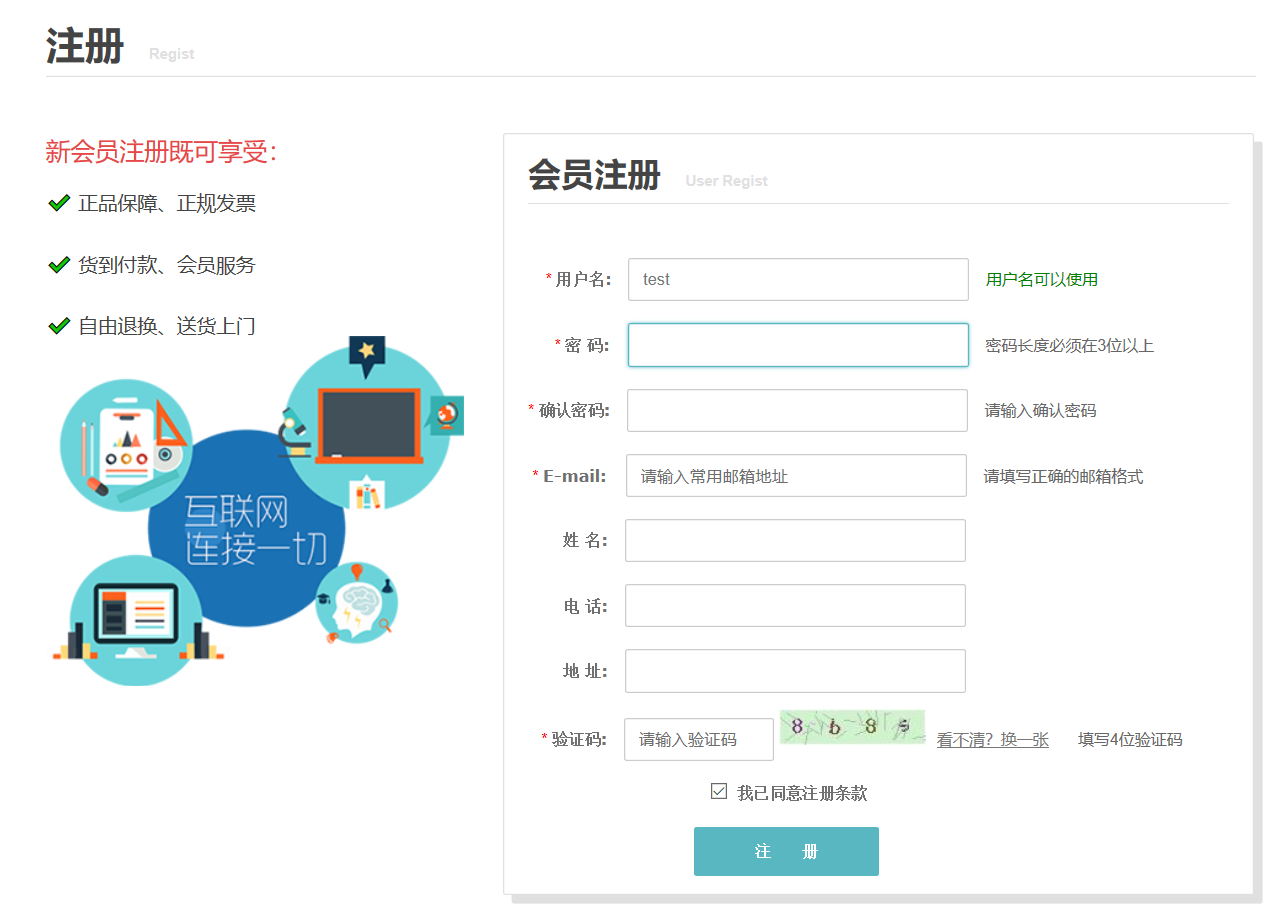 注册 Regist
新会员注册既可享受：
正品保障、正规发票
货到付款、会员服务
自由退换、送货上门
互联网
连接一切
会员注册 User Regist
* 用户名: test 用户名可以使用
* 密 码: 密码长度必须在3位以上
* 确认密码: 请输入确认密码
* E-mail: 请输入常用邮箱地址 请填写正确的邮箱格式
姓 名:
电 话:
地 址:
* 验证码: 请输入验证码 看不清？换一张 填写4位验证码
我已同意注册条款
注 册